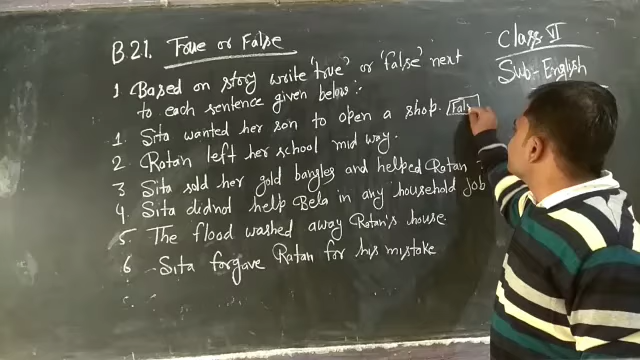 B.21. True or False
Class VI
Sub:- English
1 Based on story write 'true' or 'false' next
to each sentence given below:
1. Sita wanted her son to open a shop. Fals
2. Ratan left her school mid way.
3 Sita sold her gold bangles and helped Ratan
4. Sita didnot help Bela in any household job
5. The flood washed away Ratan's house
6 Sita forgave Ratan for his mistake